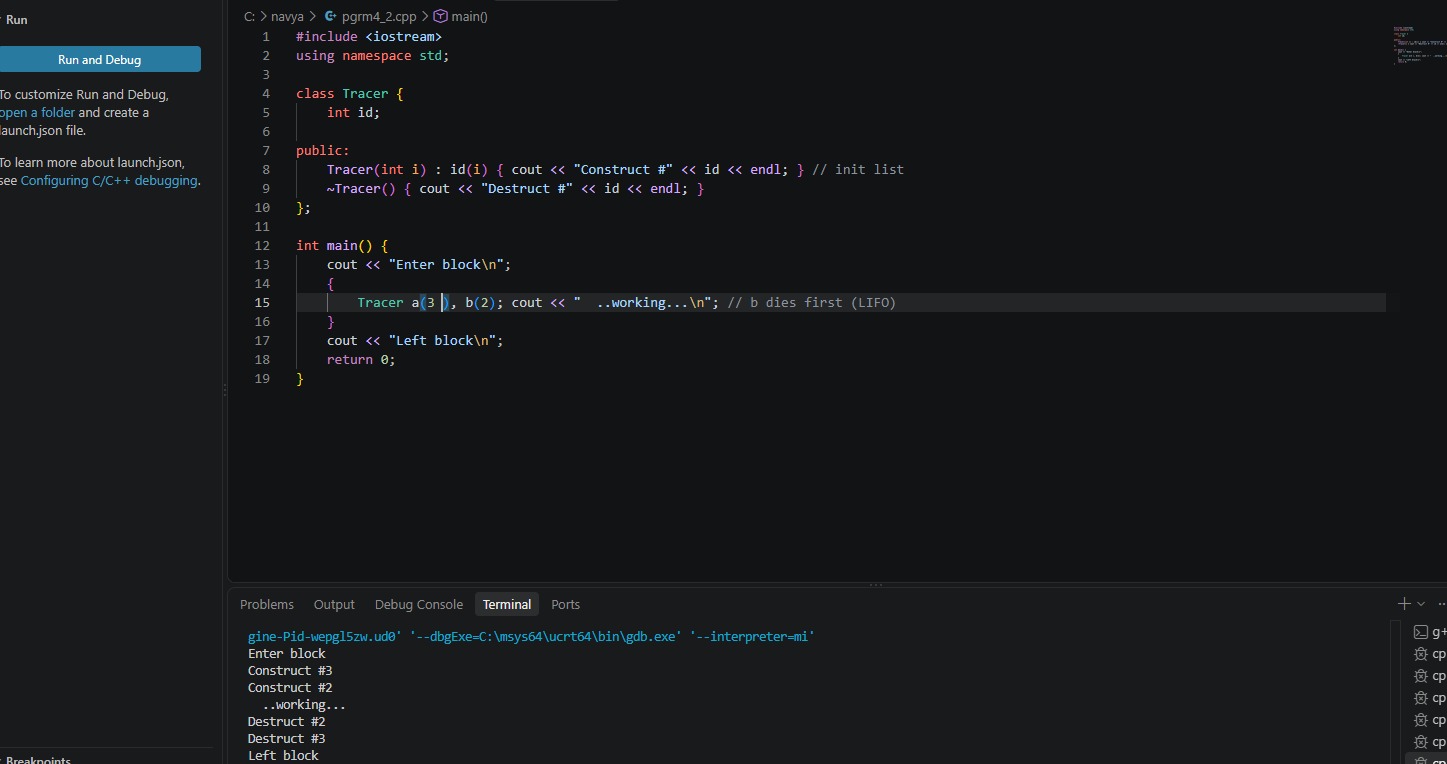 Run
Run and Debug
To customize Run and Debug,
open a folder and create a
launch.json file.
To learn more about launch.json,
see Configuring C/C++ debugging.
Breakpoints
C: > navya > pgrm4_2.cpp > main()
1 #include <iostream>
2 using namespace std;
3
4 class Tracer {
5     int id;
6
7 public:
8     Tracer(int i) : id(i) { cout << "Construct #" << id << endl; } // init list
9     ~Tracer() { cout << "Destruct #" << id << endl; }
10 };
11
12 int main() {
13     cout << "Enter block\n";
14     {
15         Tracer a(3 ), b(2); cout << "  ..working...\n"; // b dies first (LIFO)
16     }
17     cout << "Left block\n";
18     return 0;
19 }
Problems Output Debug Console Terminal Ports
gine-Pid-wepgl5zw.ud0' '--dbgExe=C:\msys64\ucrt64\bin\gdb.exe' '--interpreter=mi'
Enter block
Construct #3
Construct #2
  ..working...
Destruct #2
Destruct #3
Left block
g+
cp
cp
cp
cp
cp
cp